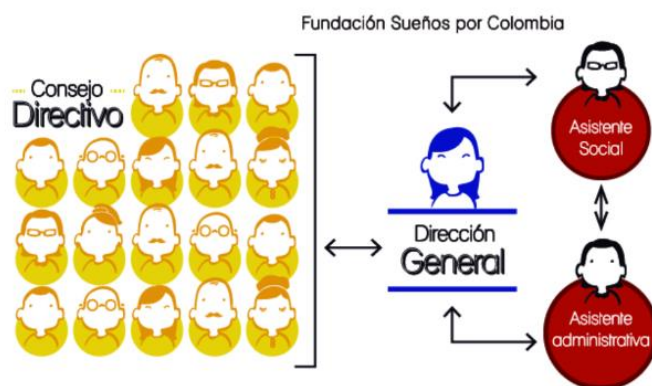 Fundación Sueños por Colombia
Consejo
Directivo
Dirección
General
Asistente
Social
Asistente
administrativa